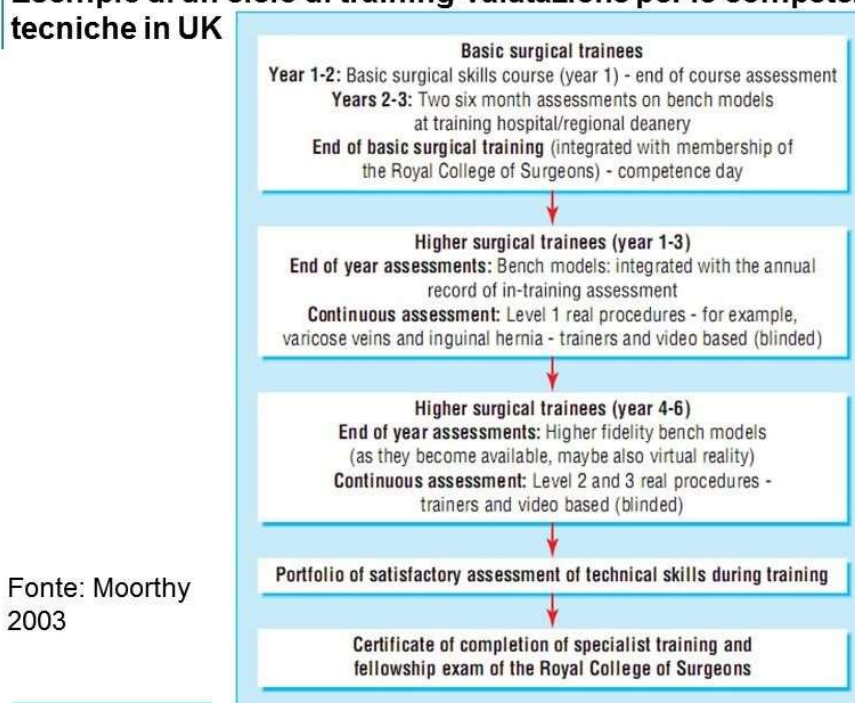 tecniche in UK
Basic surgical trainees
Year 1-2: Basic surgical skills course (year 1) - end of course assessment
Years 2-3: Two six month assessments on bench models
at training hospital/regional deanery
End of basic surgical training (integrated with membership of
the Royal College of Surgeons) - competence day
Higher surgical trainees (year 1-3)
End of year assessments: Bench models: integrated with the annual
record of in-training assessment
Continuous assessment: Level 1 real procedures - for example,
varicose veins and inguinal hernia - trainers and video based (blinded)
Higher surgical trainees (year 4-6)
End of year assessments: Higher fidelity bench models
(as they become available, maybe also virtual reality)
Continuous assessment: Level 2 and 3 real procedures -
trainers and video based (blinded)
Portfolio of satisfactory assessment of technical skills during training
Certificate of completion of specialist training and
fellowship exam of the Royal College of Surgeons
Fonte: Moorthy
2003